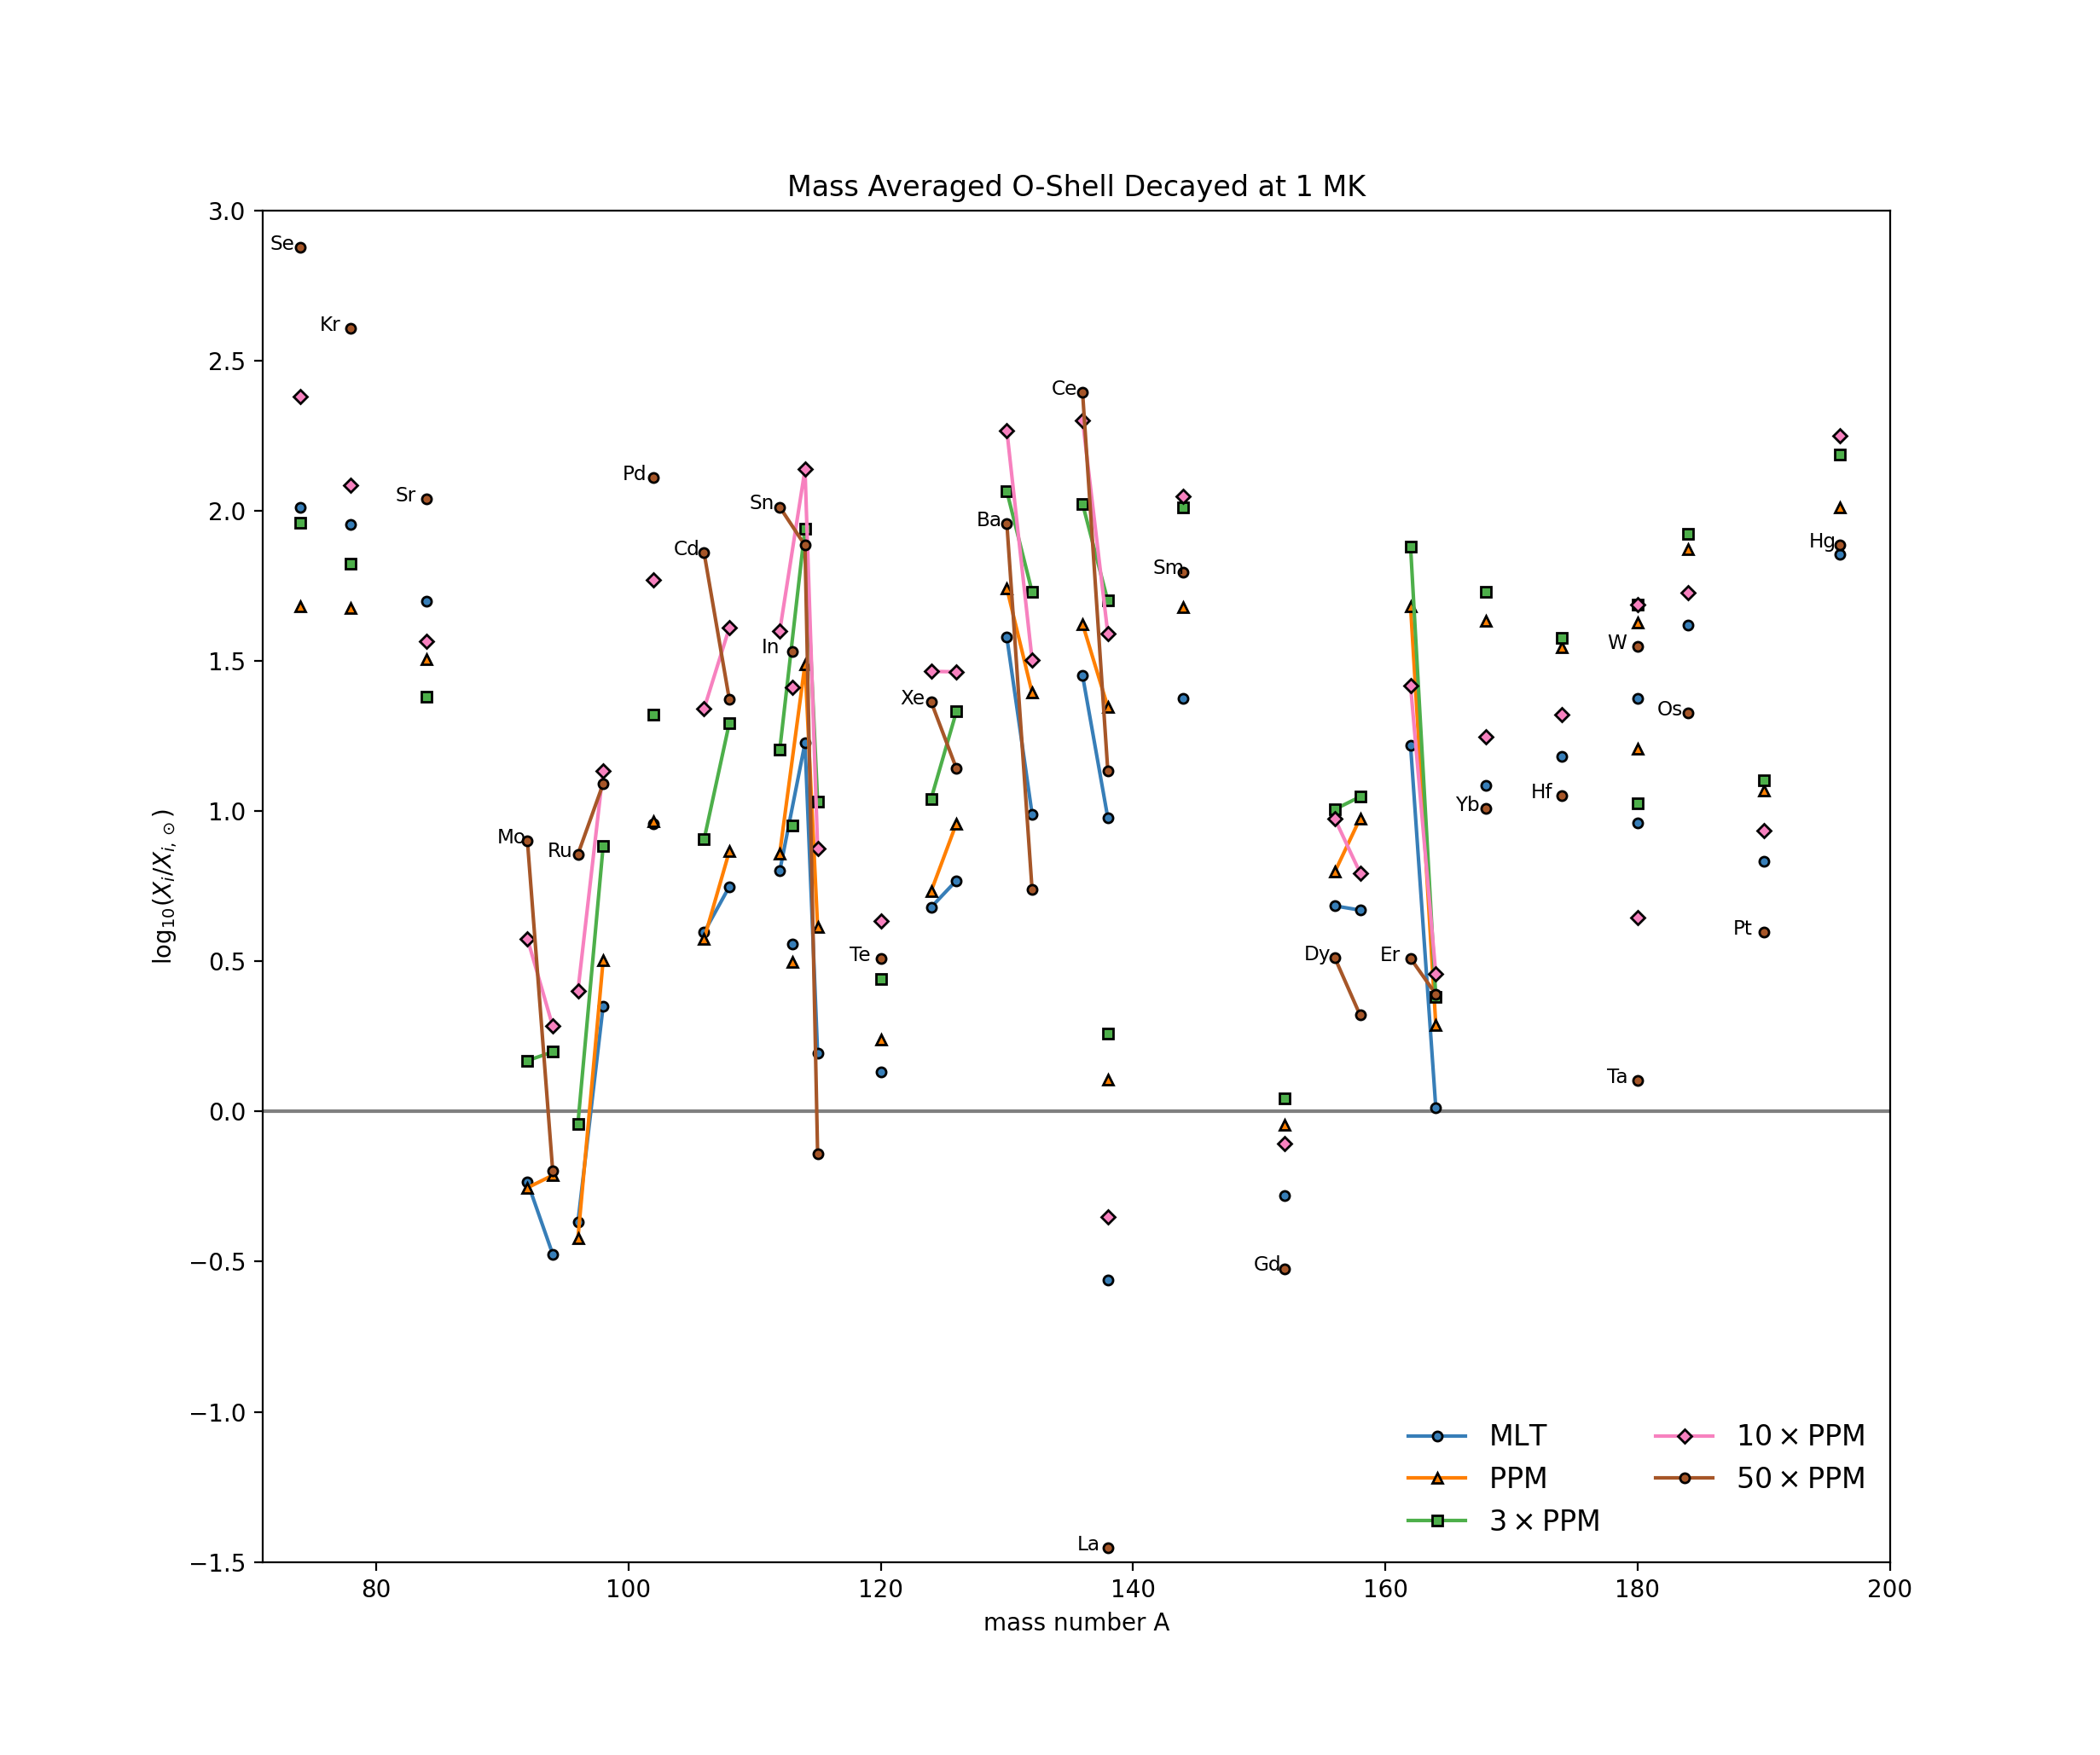 Mass Averaged O-Shell Decayed at 1 MK
3.0
2.5
2.0
1.5
1.0
0.5
0.0
−0.5
−1.0
−1.5
log₁₀(Xᵢ/Xᵢ,⊙)
Se
Kr
Sr
Mo
Ru
Pd
Cd
Sn
In
Te
Xe
Ba
Ce
La
Sm
Gd
Dy
Er
Yb
Hf
W
Ta
Os
Pt
Hg
MLT
PPM
3 × PPM
10 × PPM
50 × PPM
80 100 120 140 160 180 200
mass number A